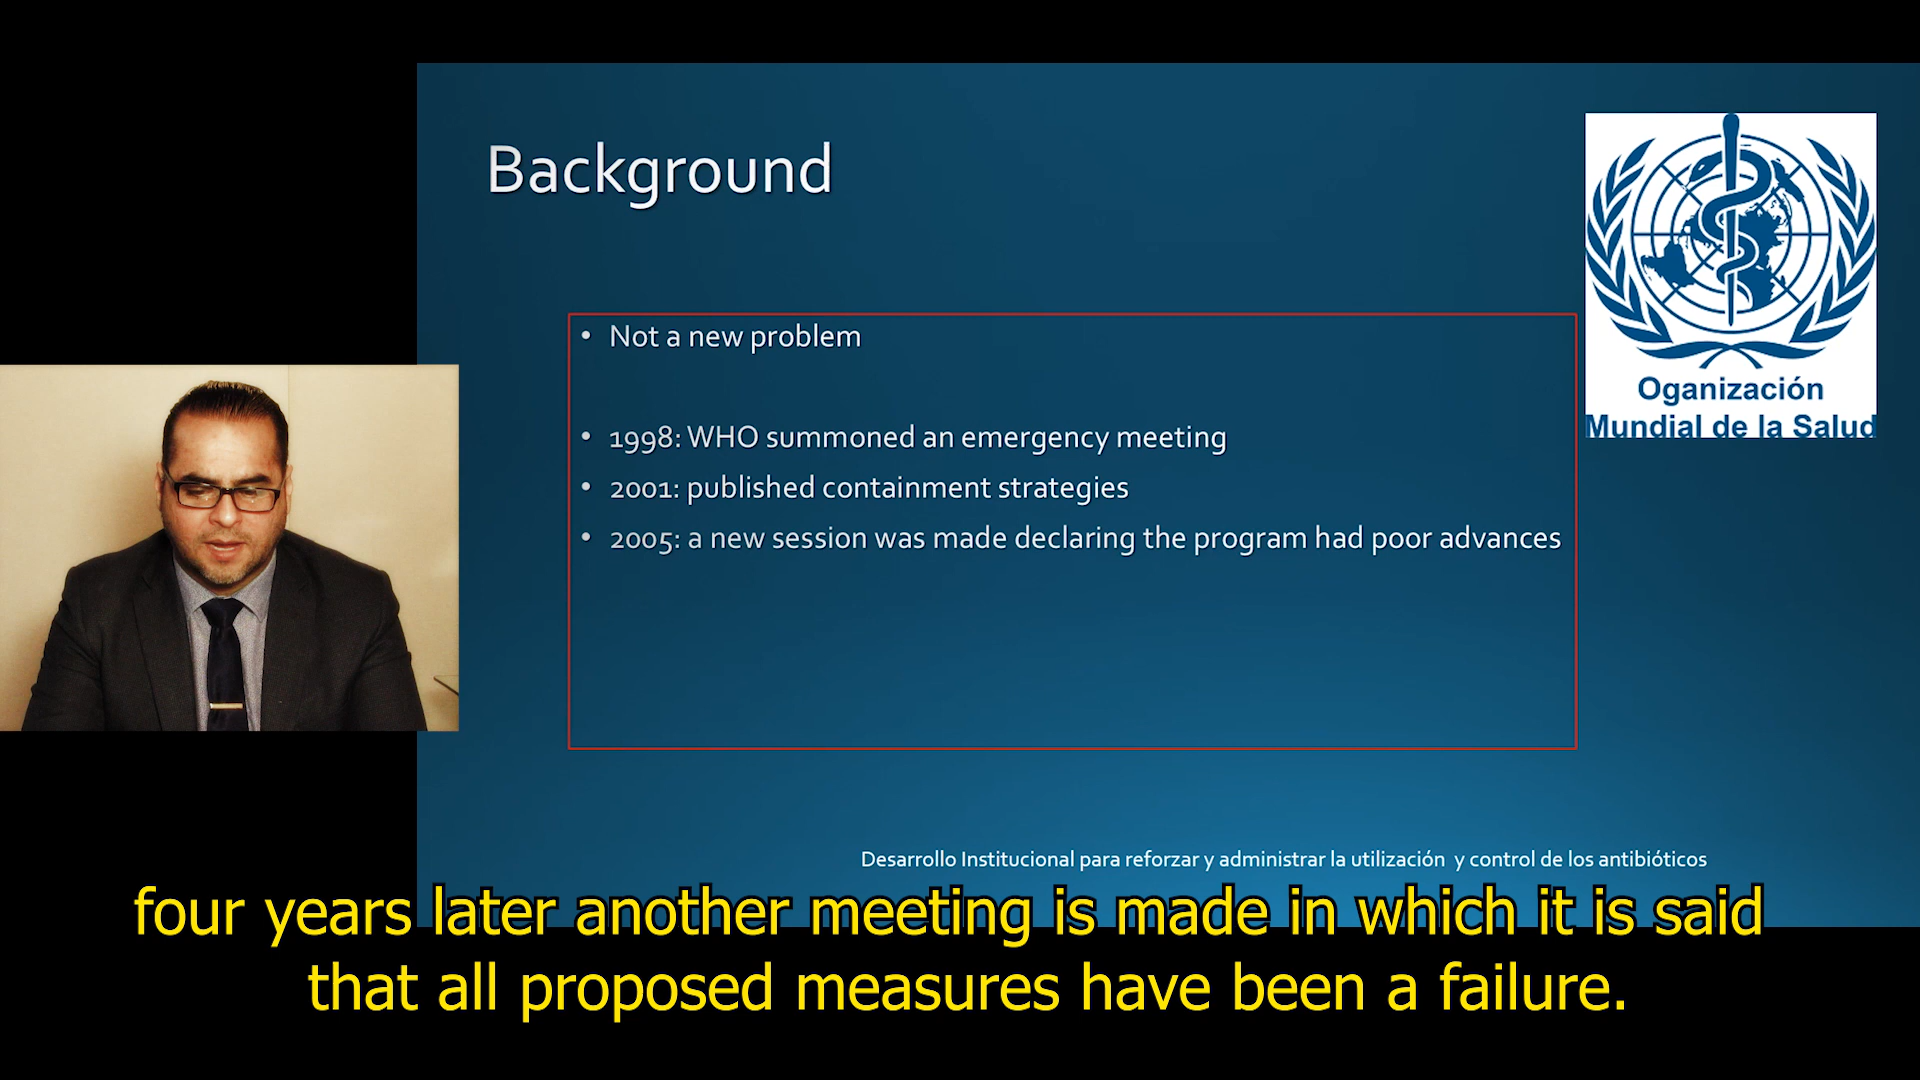 Background
• Not a new problem
• 1998: WHO summoned an emergency meeting
• 2001: published containment strategies
• 2005: a new session was made declaring the program had poor advances
Oganización
Mundial de la Salud
Desarrollo Institucional para reforzar y administrar la utilización y control de los antibióticos
four years later another meeting is made in which it is said
that all proposed measures have been a failure.